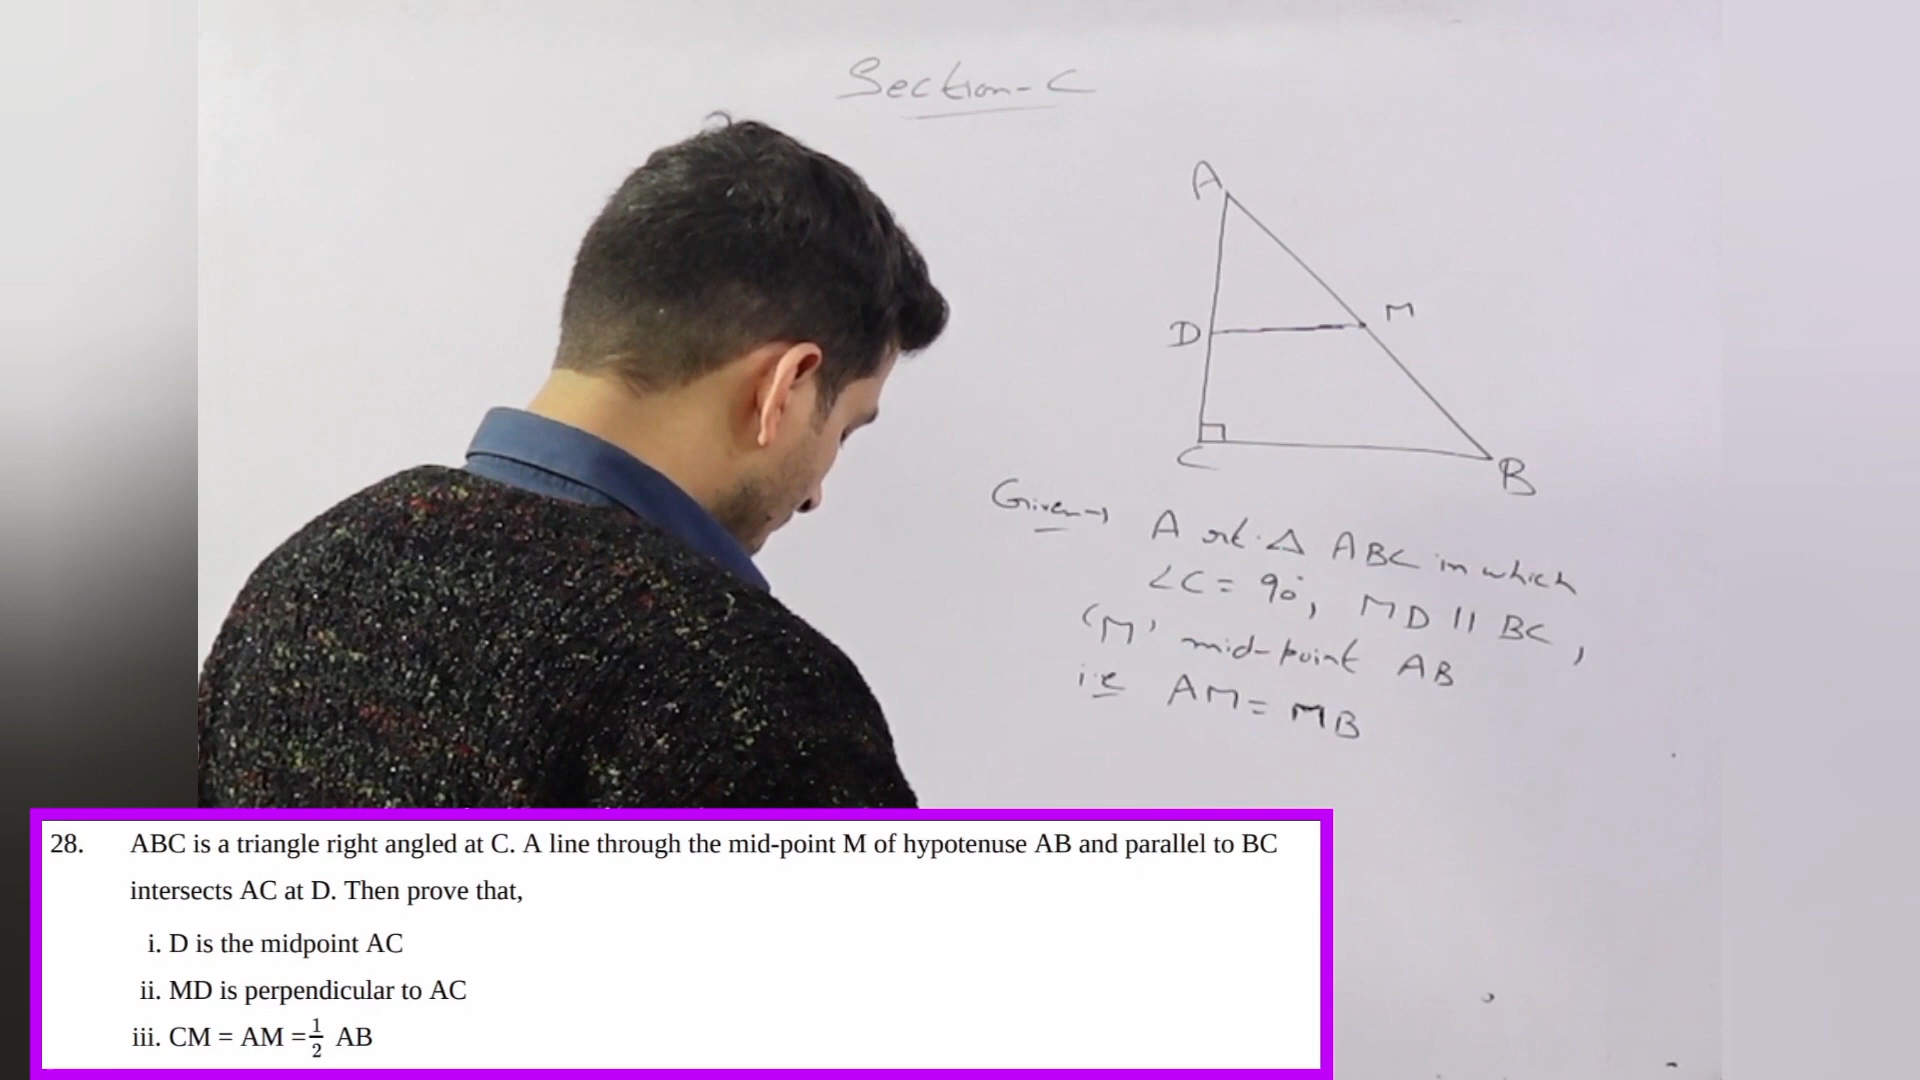 Section-C
A
D
M
C
B
Given→ A rt. △ ABC in which
∠C = 90°, MD || BC,
'M' mid-point AB
i.e AM = MB
28. ABC is a triangle right angled at C. A line through the mid-point M of hypotenuse AB and parallel to BC
intersects AC at D. Then prove that,
i. D is the midpoint AC
ii. MD is perpendicular to AC
iii. CM = AM = 1/2 AB